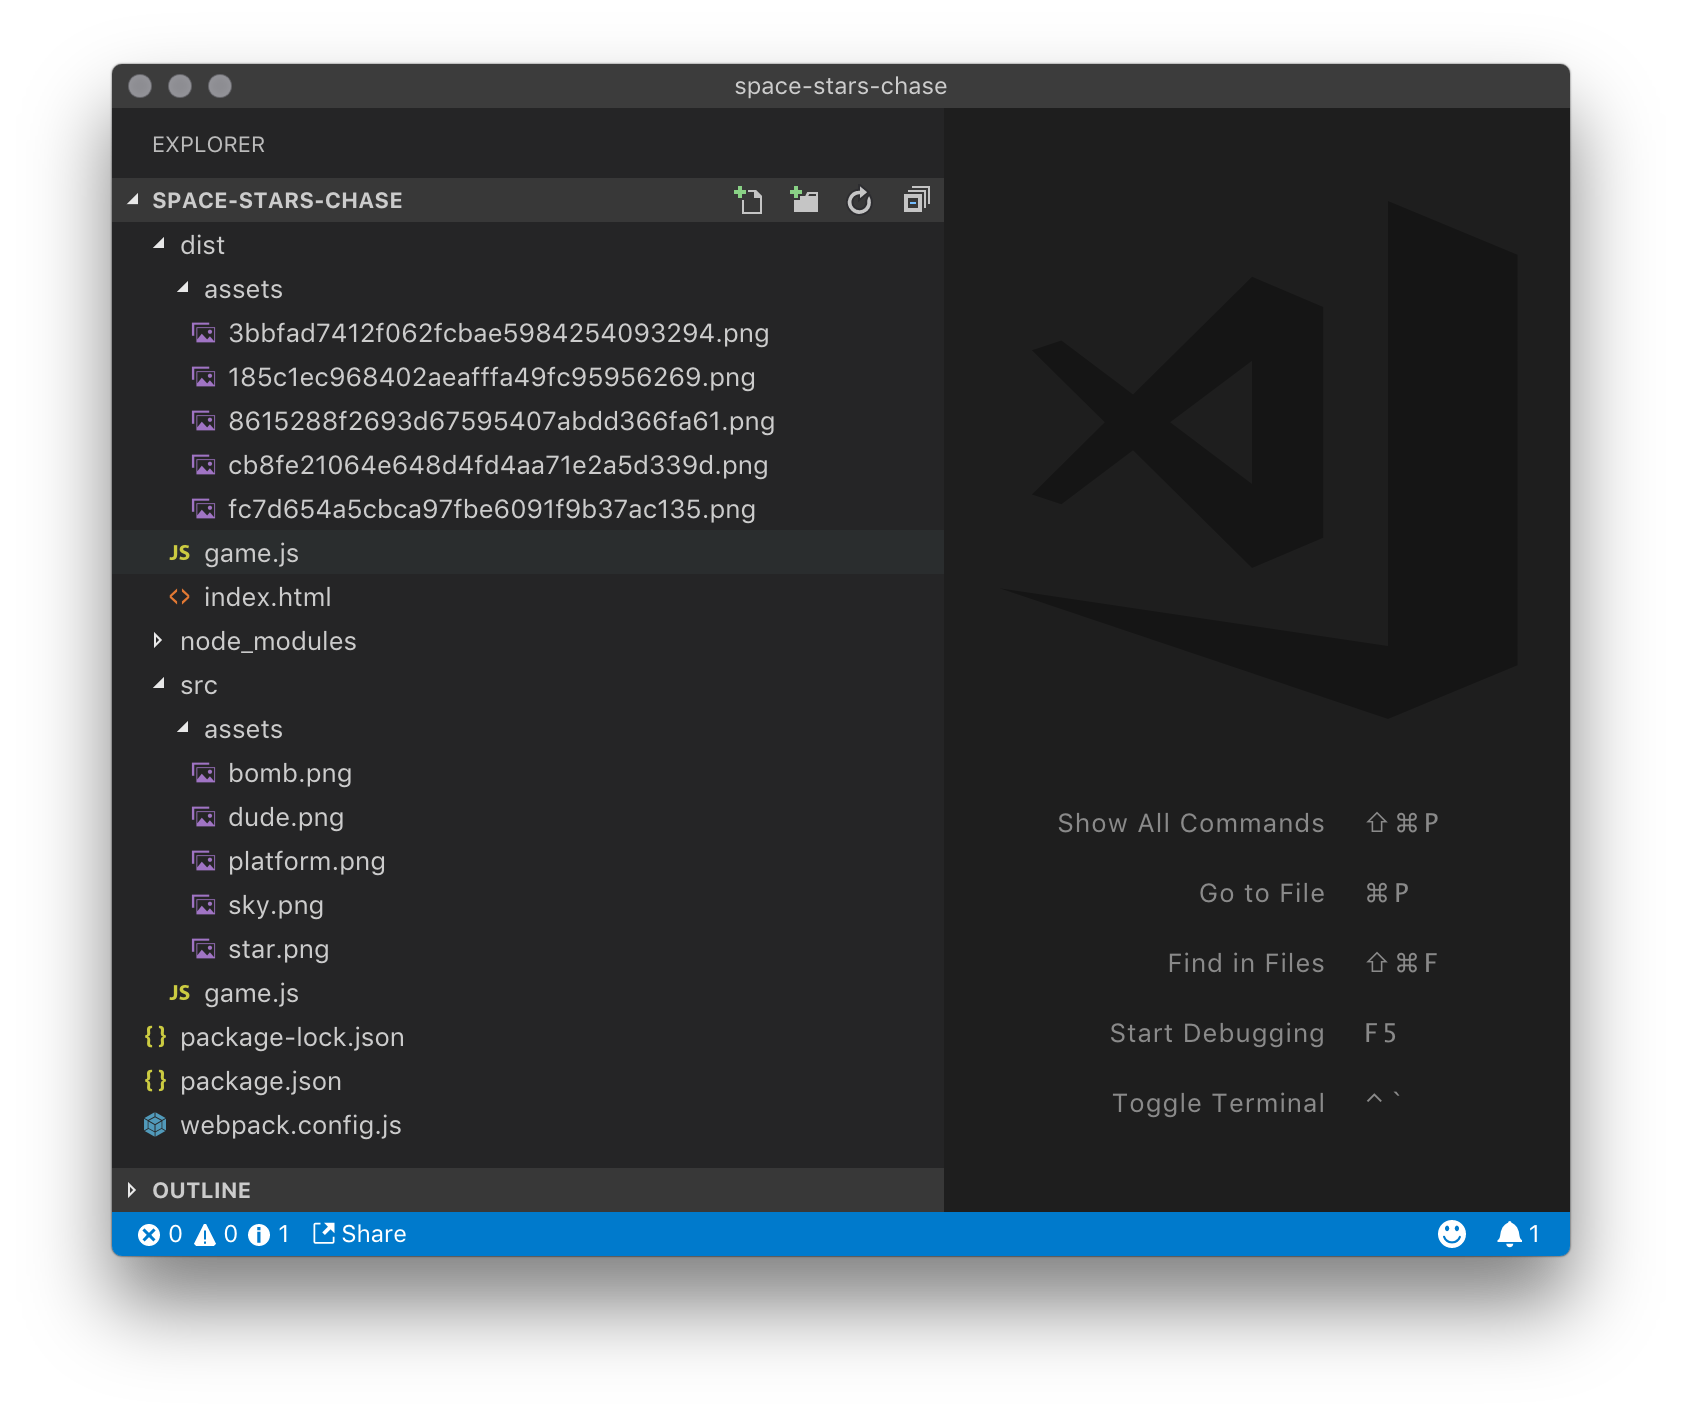 space-stars-chase
EXPLORER
SPACE-STARS-CHASE
dist
assets
3bbfad7412f062fcbae5984254093294.png
185c1ec968402aeafffa49fc95956269.png
8615288f2693d67595407abdd366fa61.png
cb8fe21064e648d4fd4aa71e2a5d339d.png
fc7d654a5cbca97fbe6091f9b37ac135.png
JS game.js
<> index.html
node_modules
src
assets
bomb.png
dude.png
platform.png
sky.png
star.png
JS game.js
{} package-lock.json
{} package.json
webpack.config.js
OUTLINE
Show All Commands ⇧⌘P
Go to File ⌘P
Find in Files ⇧⌘F
Start Debugging F5
Toggle Terminal ^`
0 0 1 Share
1